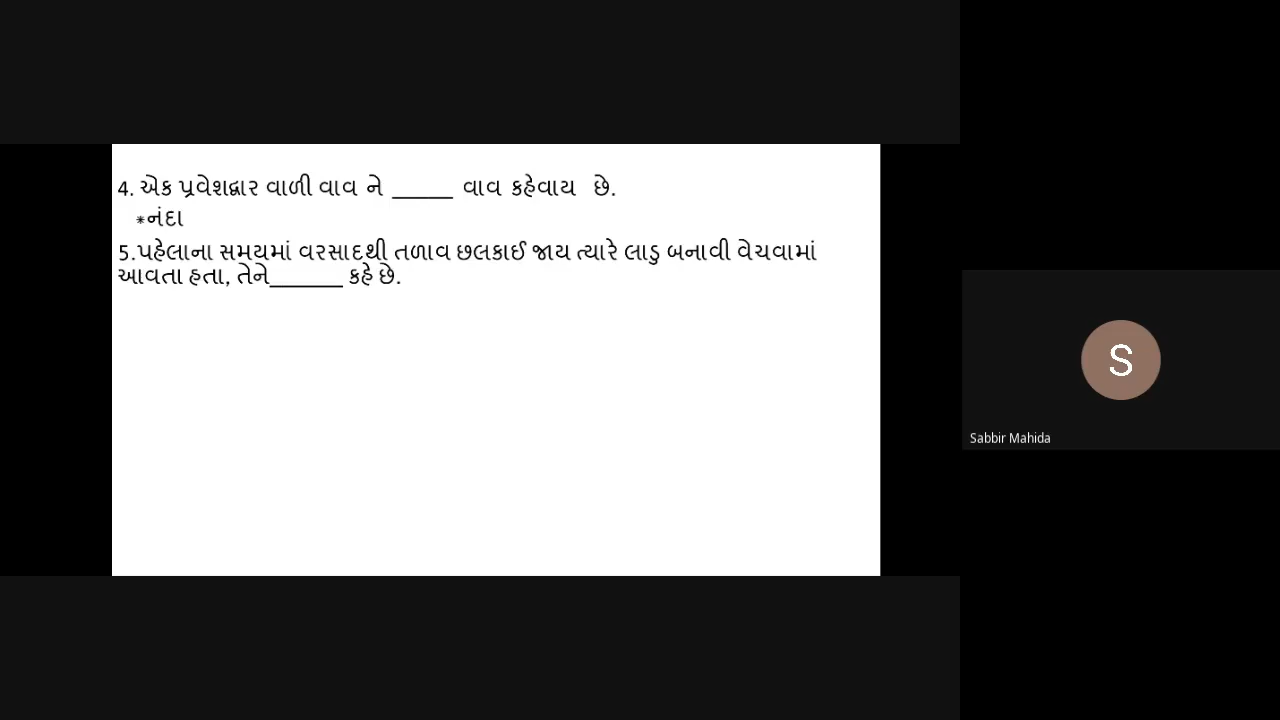 4. એક પ્રવેશદ્વાર વાળી વાવ ને ______ વાવ કહેવાય છે.
*નંદા
5.પહેલાના સમયમાં વરસાદથી તળાવ છલકાઈ જાય ત્યારે લાડુ બનાવી વેચવામાં
આવતા હતા, તેને_______ કહે છે.
S
Sabbir Mahida